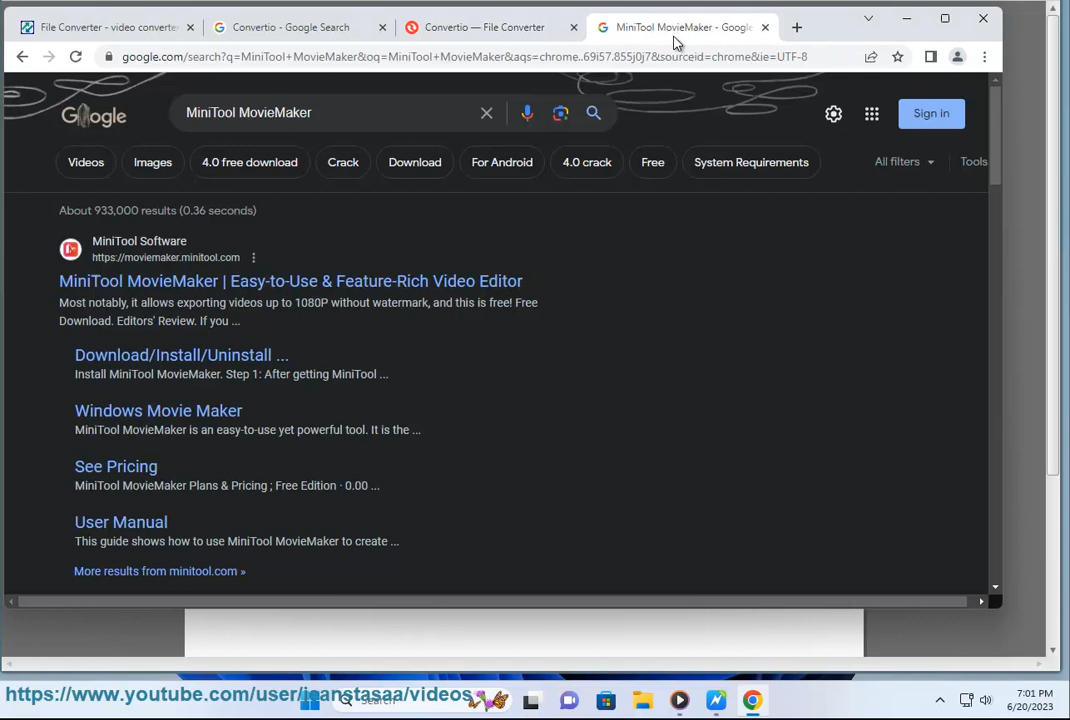 File Converter - video converte
Convertio - Google Search
Convertio — File Converter
MiniTool MovieMaker - Google
google.com/search?q=MiniTool+MovieMaker&oq=MiniTool+MovieMaker&aqs=chrome..69i57.855j0j7&sourceid=chrome&ie=UTF-8
Google
MiniTool MovieMaker
Sign in
Videos
Images
4.0 free download
Crack
Download
For Android
4.0 crack
Free
System Requirements
All filters
Tools
About 933,000 results (0.36 seconds)
MiniTool Software
https://moviemaker.minitool.com
MiniTool MovieMaker | Easy-to-Use & Feature-Rich Video Editor
Most notably, it allows exporting videos up to 1080P without watermark, and this is free! Free
Download. Editors' Review. If you ...
Download/Install/Uninstall ...
Install MiniTool MovieMaker. Step 1: After getting MiniTool ...
Windows Movie Maker
MiniTool MovieMaker is an easy-to-use yet powerful tool. It is the ...
See Pricing
MiniTool MovieMaker Plans & Pricing ; Free Edition · 0.00 ...
User Manual
This guide shows how to use MiniTool MovieMaker to create ...
More results from minitool.com »
https://www.youtube.com/user/jeanstasaa/videos
Search
7:01 PM
6/20/2023